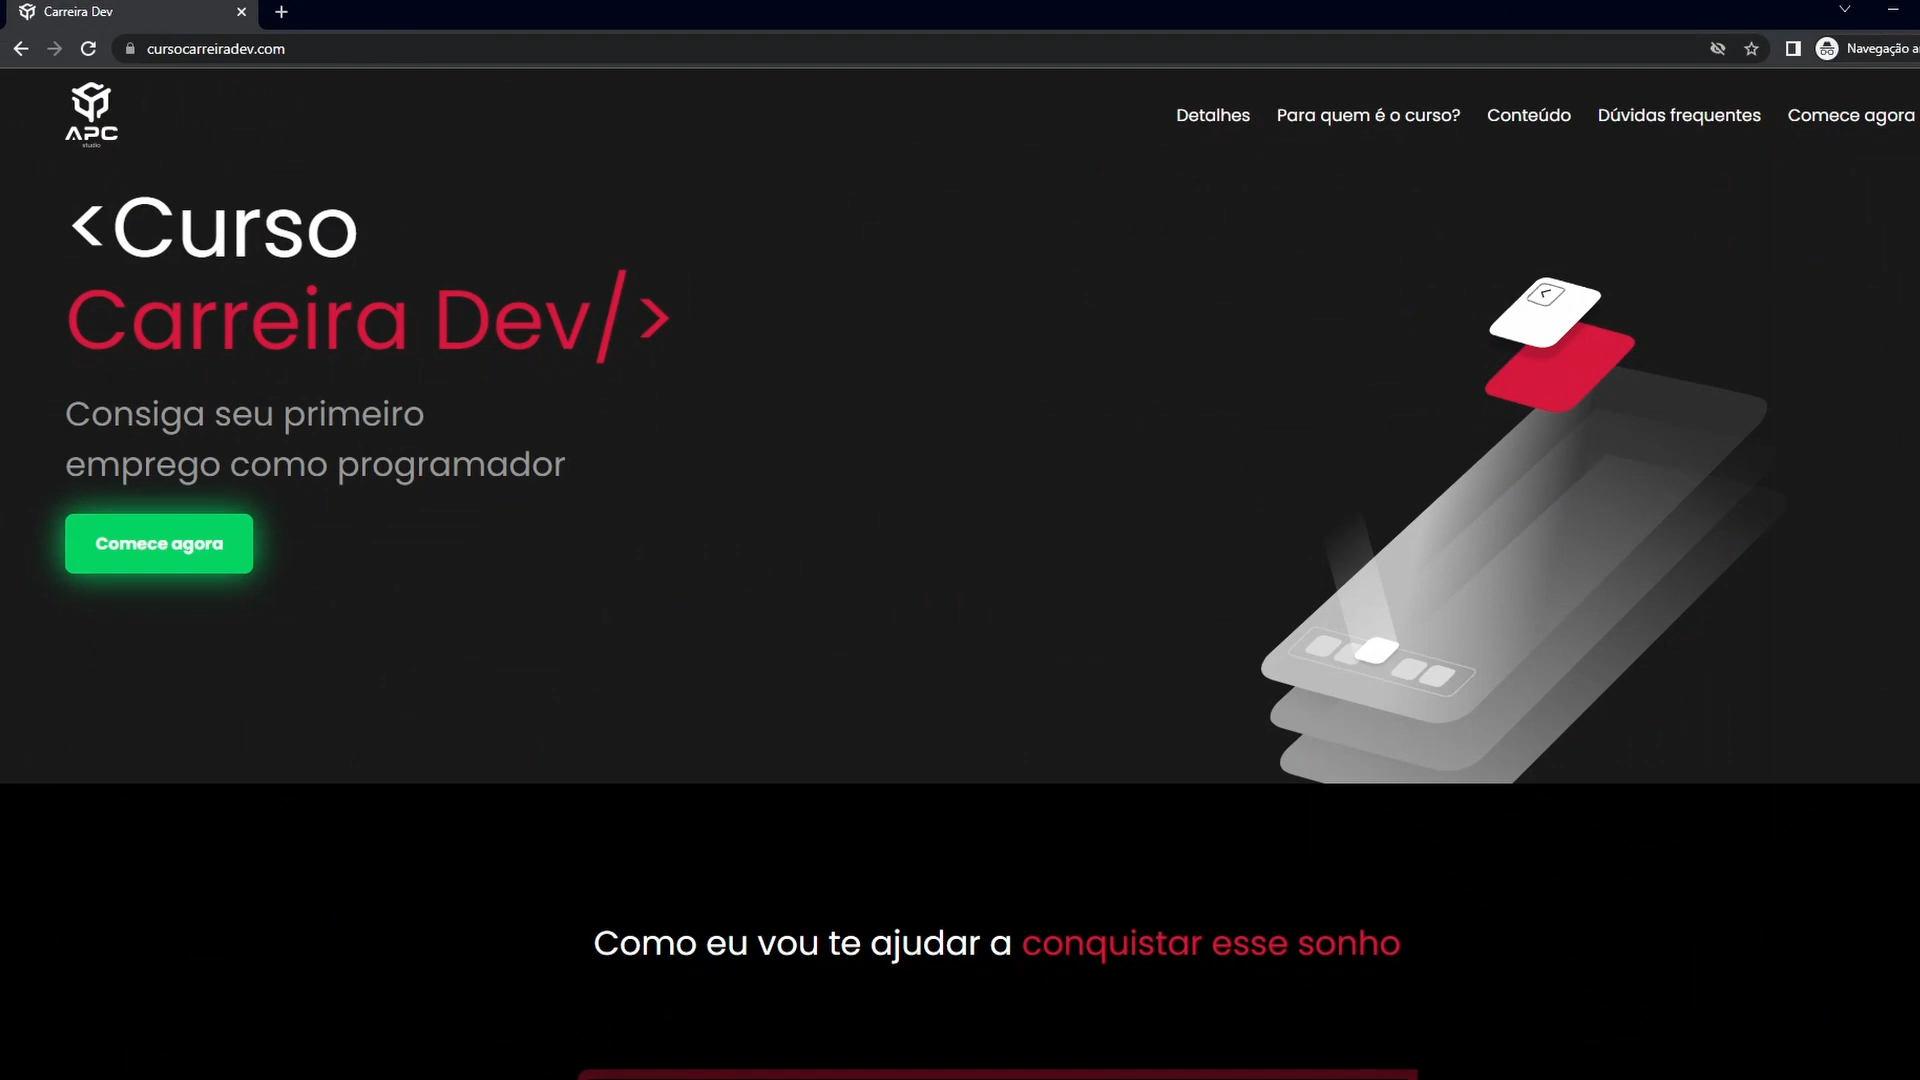 Carreira Dev
cursocarreiradev.com
Navegação
APC
studio
Detalhes Para quem é o curso? Conteúdo Dúvidas frequentes Comece agora
<Curso
Carreira Dev/>
Consiga seu primeiro
emprego como programador
Comece agora
Como eu vou te ajudar a conquistar esse sonho